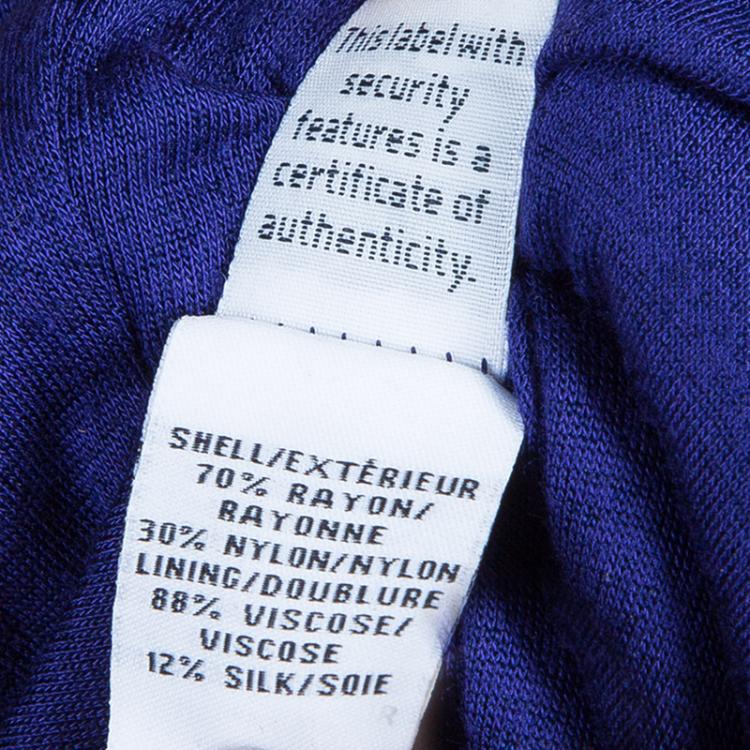 This label with
security
features is a
certificate of
authenticity.
SHELL/EXTÉRIEUR
70% RAYON/
RAYONNE
30% NYLON/NYLON
LINING/DOUBLURE
88% VISCOSE/
VISCOSE
12% SILK/SOIE
R